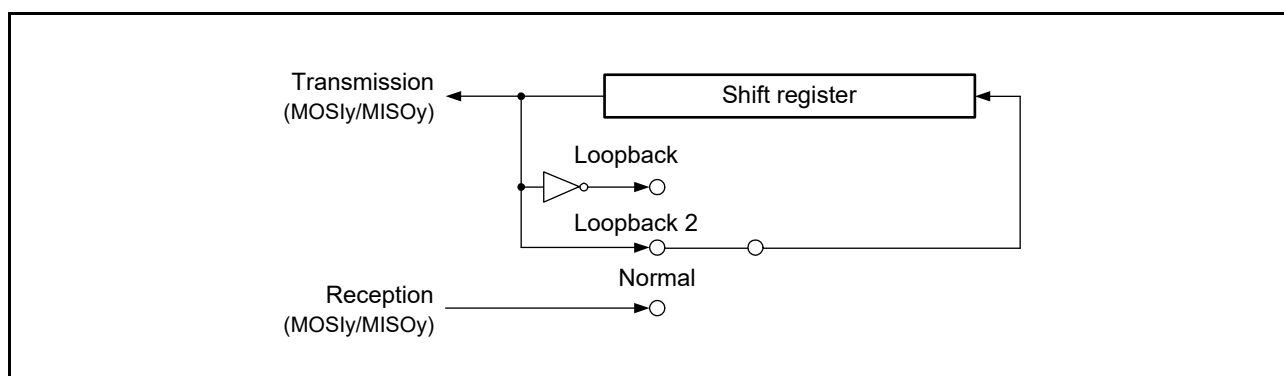 Transmission
(MOSIy/MISOy)
Shift register
Loopback
Loopback 2
Normal
Reception
(MOSIy/MISOy)